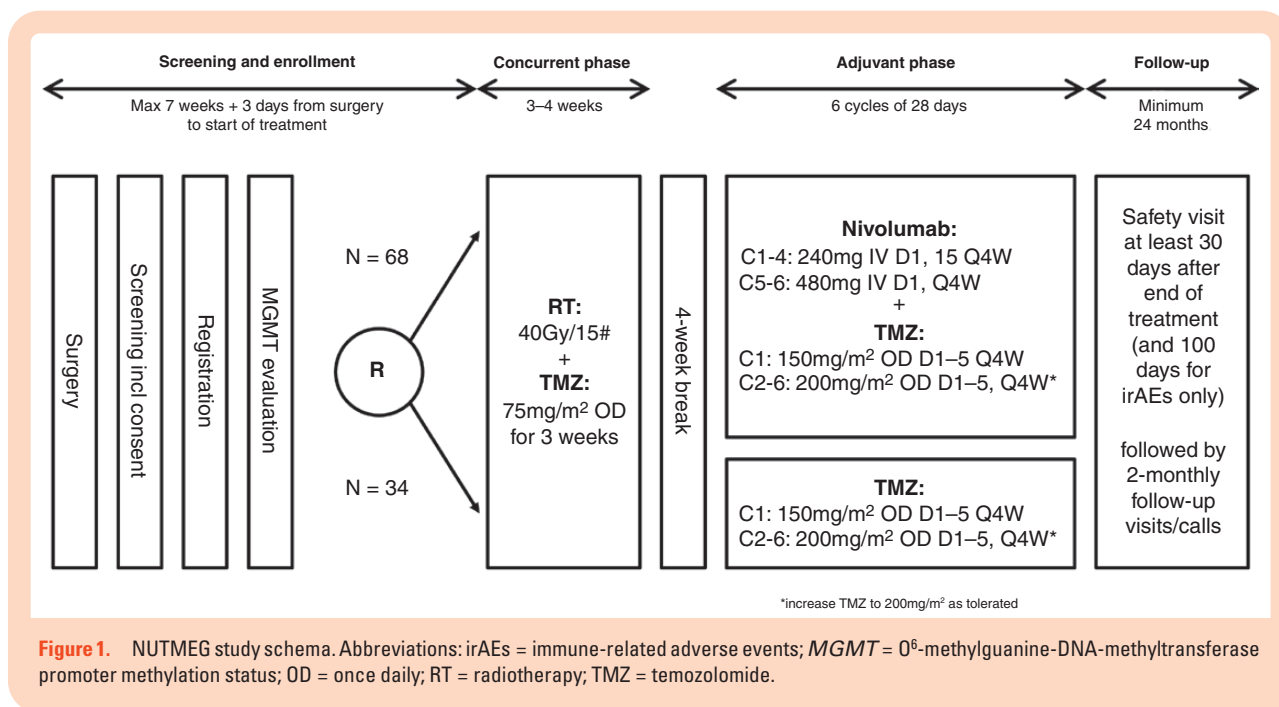 Screening and enrollment
Max 7 weeks + 3 days from surgery
to start of treatment
Concurrent phase
3–4 weeks
Adjuvant phase
6 cycles of 28 days
Follow-up
Minimum
24 months
Surgery
Screening incl consent
Registration
MGMT evaluation
N = 68
R
N = 34
RT:
40Gy/15#
+
TMZ:
75mg/m² OD
for 3 weeks
4-week break
Nivolumab:
C1-4: 240mg IV D1, 15 Q4W
C5-6: 480mg IV D1, Q4W
+
TMZ:
C1: 150mg/m² OD D1–5 Q4W
C2-6: 200mg/m² OD D1–5, Q4W*
TMZ:
C1: 150mg/m² OD D1–5 Q4W
C2-6: 200mg/m² OD D1–5, Q4W*
Safety visit
at least 30
days after
end of
treatment
(and 100
days for
irAEs only)
followed by
2-monthly
follow-up
visits/calls
*increase TMZ to 200mg/m² as tolerated
Figure 1. NUTMEG study schema. Abbreviations: irAEs = immune-related adverse events; MGMT = O⁶-methylguanine-DNA-methyltransferase
promoter methylation status; OD = once daily; RT = radiotherapy; TMZ = temozolomide.